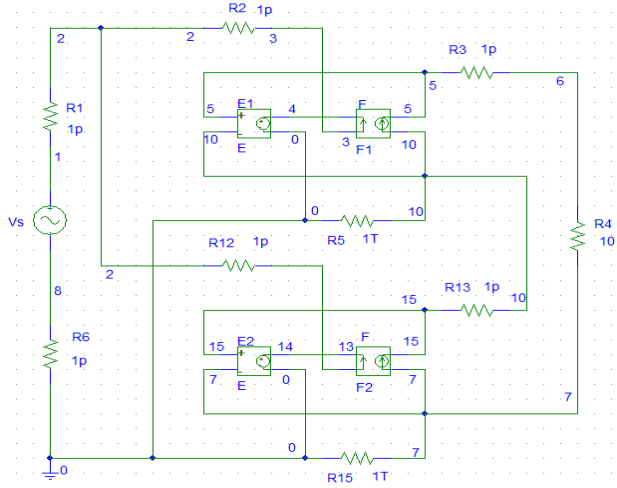 R2 1p
2 2 3
R3 1p
5 6
R1
1p
5 E1 4 F 5
10 E 0 3 F1 10
1
Vs
0 10
R5 1T
R4
10
R12 1p
2
8
R13 1p
15 10
R6
1p
15 E2 14 13 F 15
7 E 0 F2 7
7
0 7
0
R15 1T